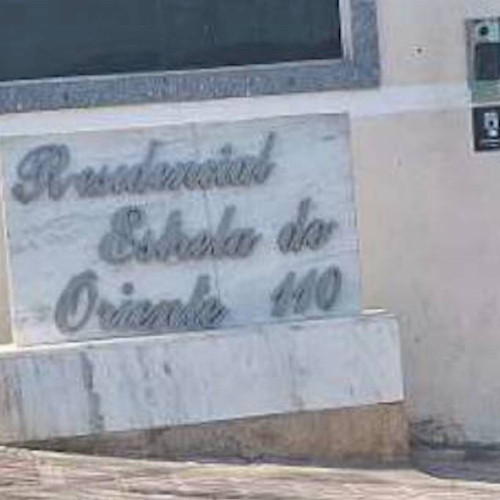 Residencial
Estrela do
Oriente 110